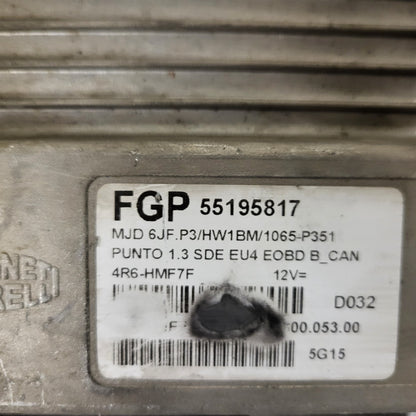 FGP 55195817
MJD 6JF.P3/HW1BM/1065-P351
PUNTO 1.3 SDE EU4 EOBD B_CAN
4R6-HMF7F 12V=
D032
F 00.053.00
5G15
NETI
RELLI